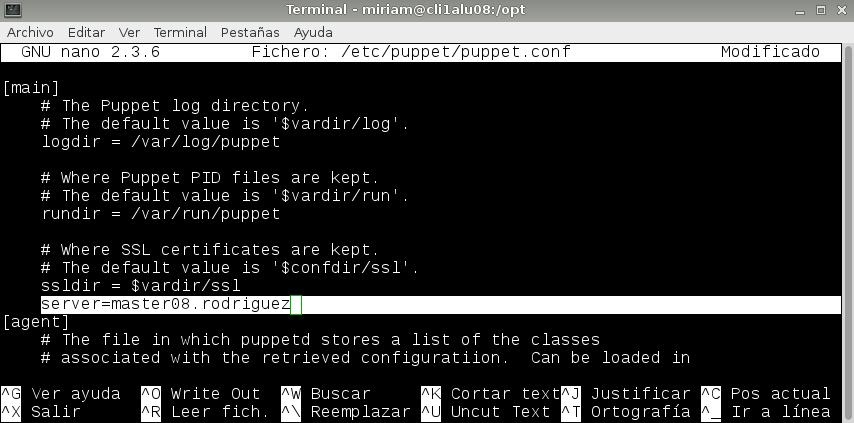 Terminal - miriam@cli1alu08:/opt
Archivo Editar Ver Terminal Pestañas Ayuda
GNU nano 2.3.6 Fichero: /etc/puppet/puppet.conf Modificado
[main]
# The Puppet log directory.
# The default value is '$vardir/log'.
logdir = /var/log/puppet
# Where Puppet PID files are kept.
# The default value is '$vardir/run'.
rundir = /var/run/puppet
# Where SSL certificates are kept.
# The default value is '$confdir/ssl'.
ssldir = $vardir/ssl
server=master08.rodriguez
[agent]
# The file in which puppetd stores a list of the classes
# associated with the retrieved configuratiion.  Can be loaded in
^G Ver ayuda ^O Write Out ^W Buscar ^K Cortar text ^J Justificar ^C Pos actual
^X Salir ^R Leer fich. ^\ Reemplazar ^U Uncut Text ^T Ortografía ^_ Ir a línea